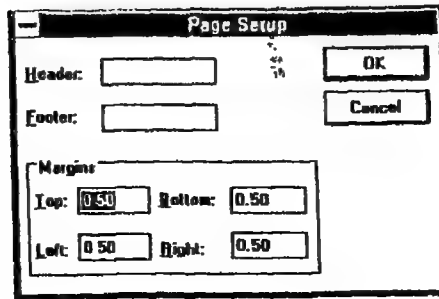 Page Setup
Header:
OK
Footer:
Cancel
Margins
Top: 0.50 Bottom: 0.50
Left: 0.50 Right: 0.50